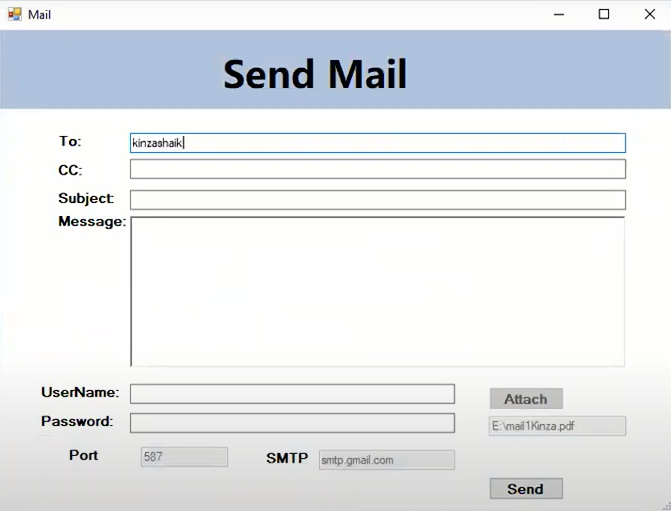 Mail
Send Mail
To: kinzashaik
CC:
Subject:
Message:
UserName:
Attach
Password:
E:\mail1Kinza.pdf
Port 587 SMTP smtp.gmail.com
Send